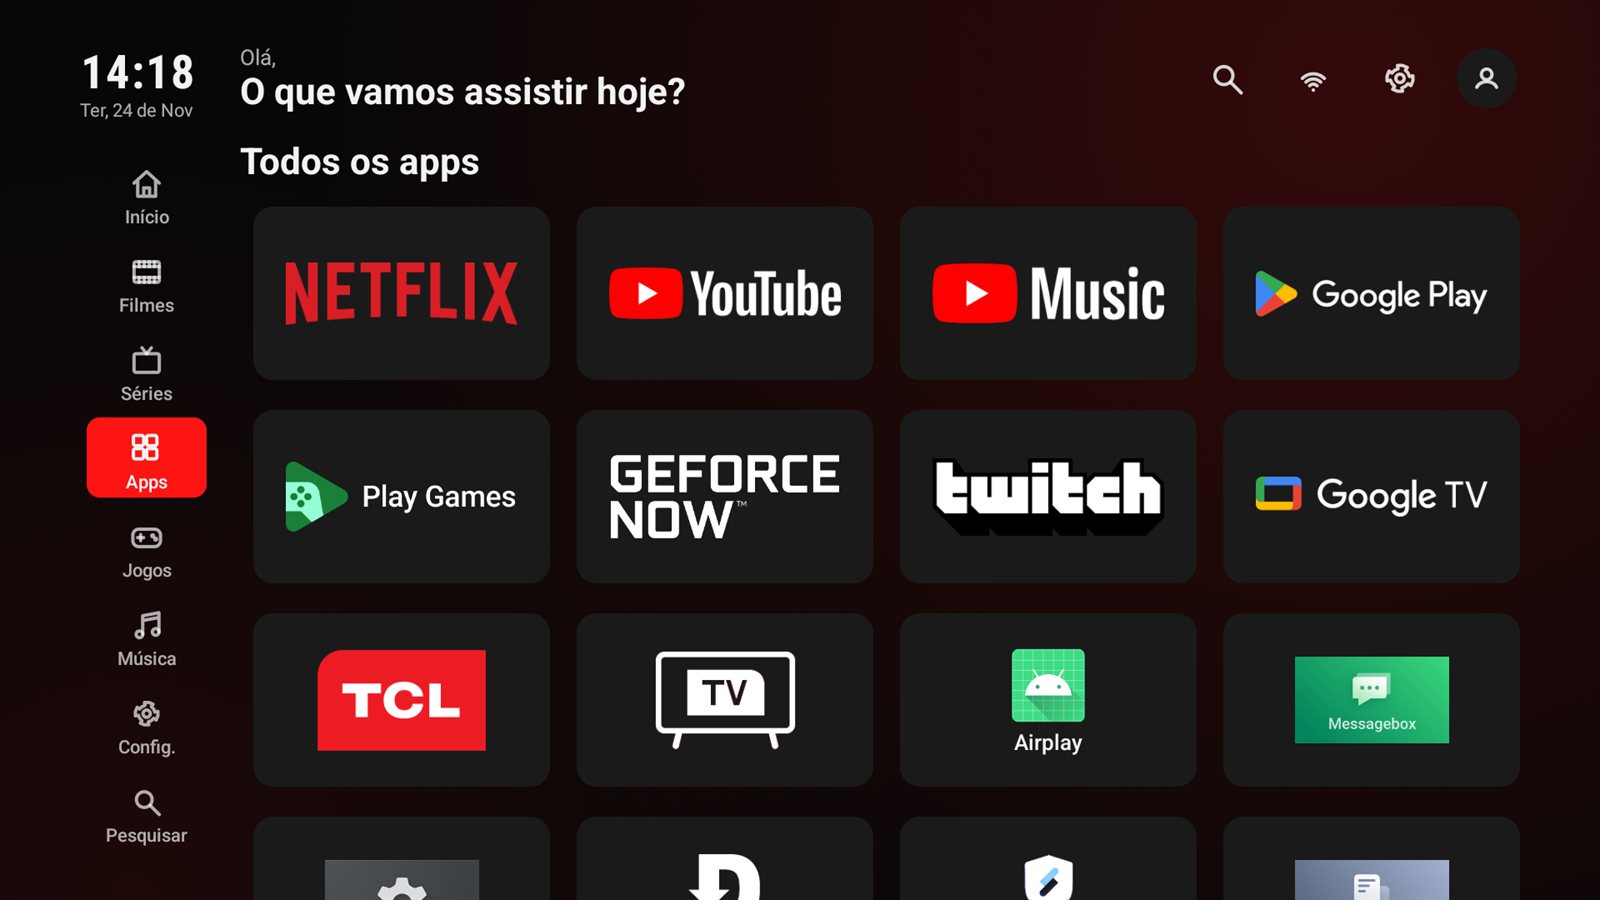 14:18
Ter, 24 de Nov
Olá,
O que vamos assistir hoje?
Todos os apps
Início
Filmes
Séries
Apps
Jogos
Música
Config.
Pesquisar
NETFLIX
YouTube
Music
Google Play
Play Games
GEFORCE
NOW™
twitch
Google TV
TCL
TV
Airplay
Messagebox
D